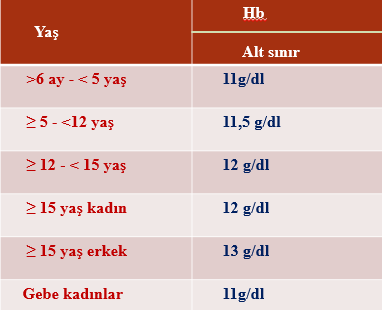 Yaş
Hb
Alt sınır
>6 ay - < 5 yaş 11g/dl
≥ 5 - <12 yaş 11,5 g/dl
≥ 12 - < 15 yaş 12 g/dl
≥ 15 yaş kadın 12 g/dl
≥ 15 yaş erkek 13 g/dl
Gebe kadınlar 11g/dl